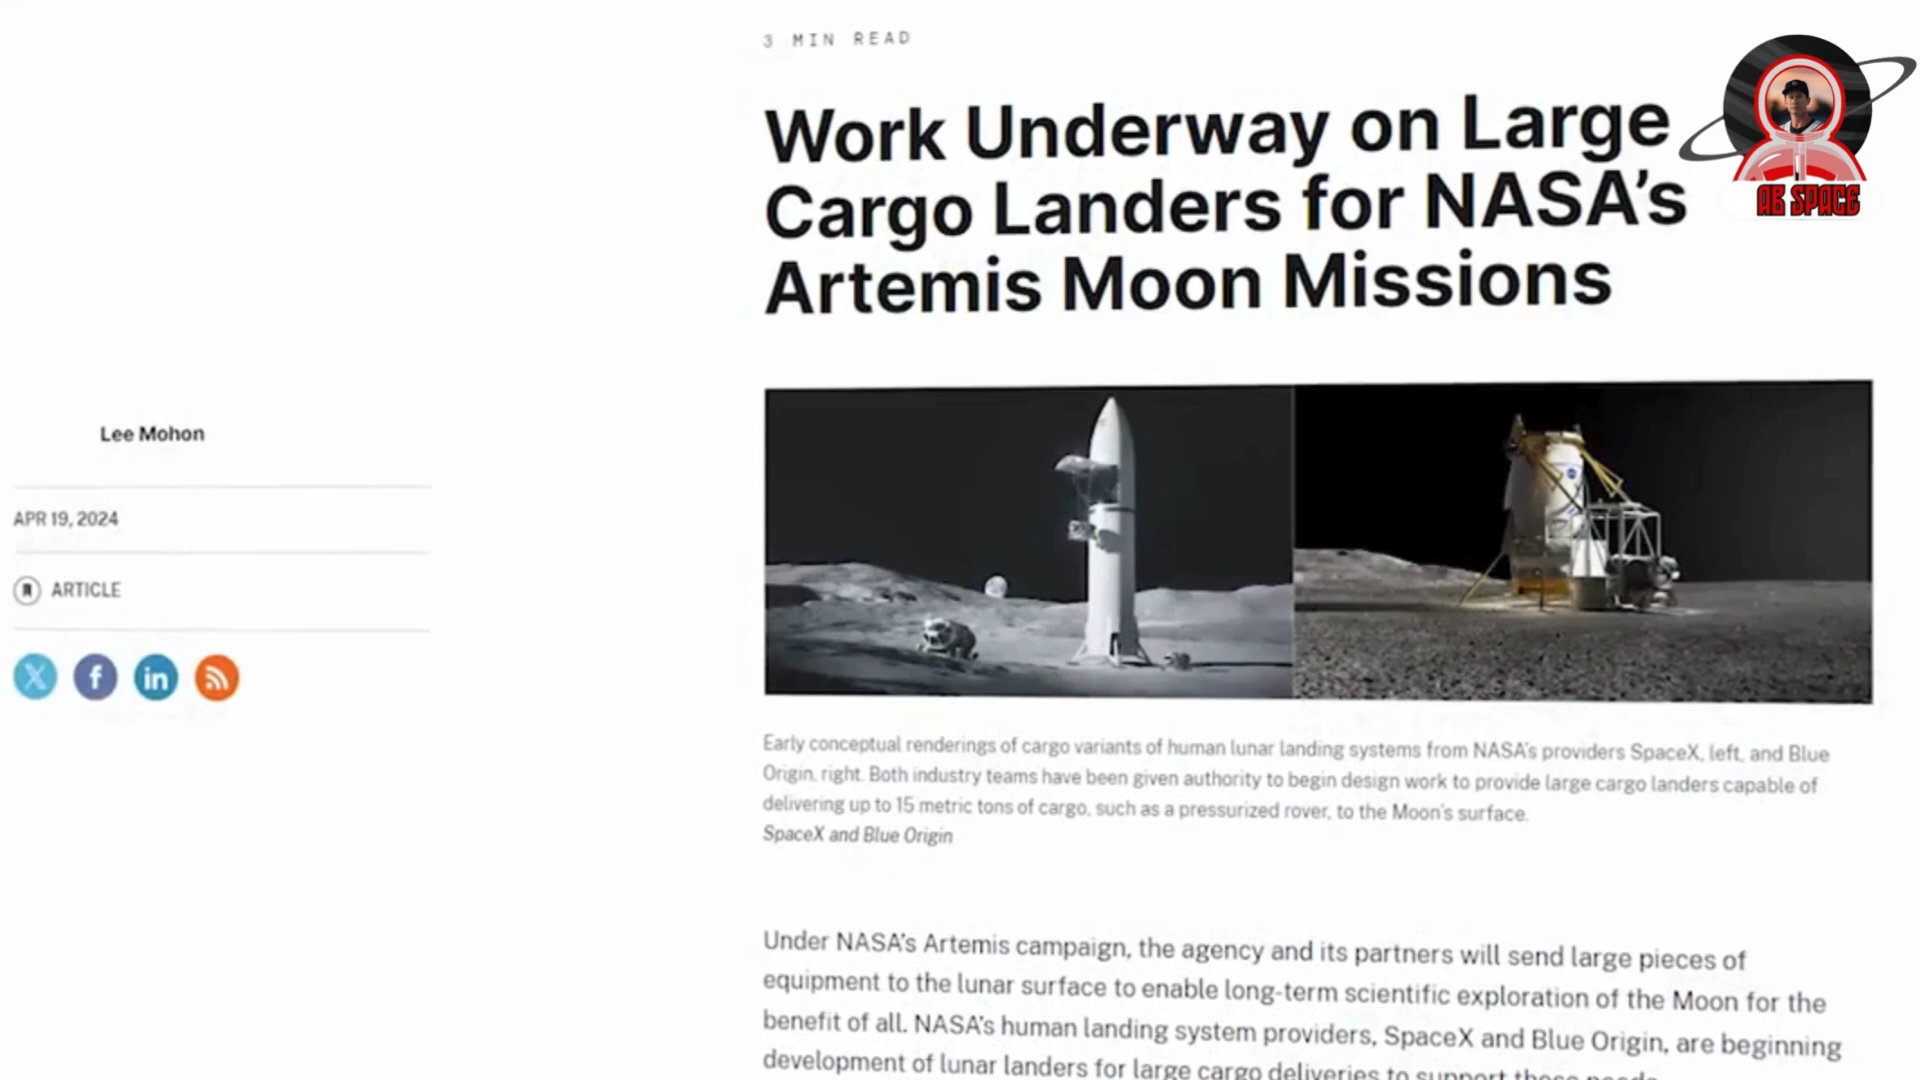 3 MIN READ
Work Underway on Large
Cargo Landers for NASA's
Artemis Moon Missions
AB SPACE
Lee Mohon
APR 19, 2024
ARTICLE
Early conceptual renderings of cargo variants of human lunar landing systems from NASA's providers SpaceX, left, and Blue
Origin, right. Both industry teams have been given authority to begin design work to provide large cargo landers capable of
delivering up to 15 metric tons of cargo, such as a pressurized rover, to the Moon's surface.
SpaceX and Blue Origin
Under NASA's Artemis campaign, the agency and its partners will send large pieces of
equipment to the lunar surface to enable long-term scientific exploration of the Moon for the
benefit of all. NASA's human landing system providers, SpaceX and Blue Origin, are beginning
development of lunar landers for large cargo deliveries to support these needs.